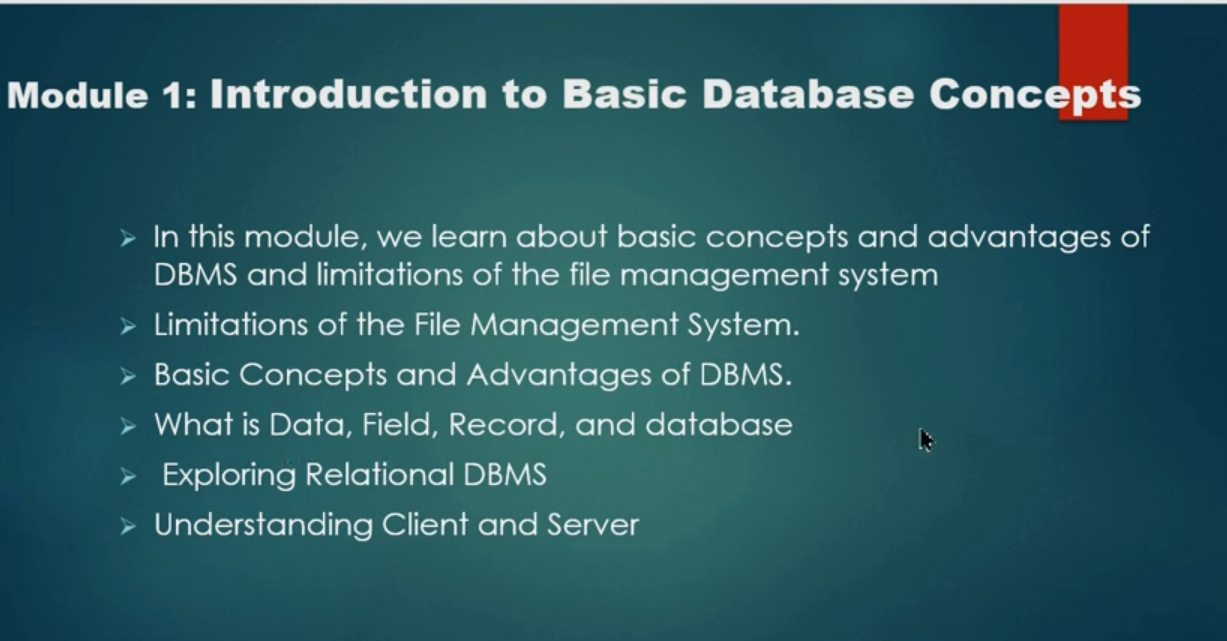 Module 1: Introduction to Basic Database Concepts
In this module, we learn about basic concepts and advantages of
DBMS and limitations of the file management system
Limitations of the File Management System.
Basic Concepts and Advantages of DBMS.
What is Data, Field, Record, and database
Exploring Relational DBMS
Understanding Client and Server